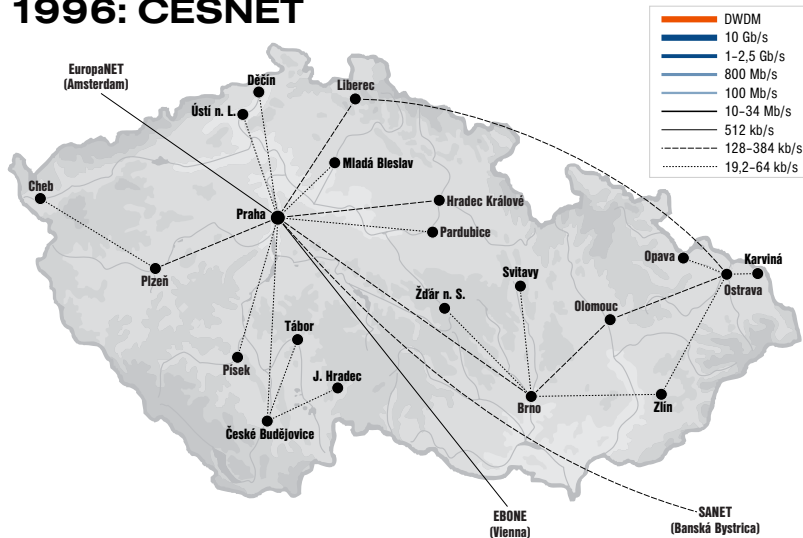 1996: CESNET
DWDM
10 Gb/s
1–2,5 Gb/s
800 Mb/s
100 Mb/s
10–34 Mb/s
512 kb/s
128–384 kb/s
19,2–64 kb/s
EuropaNET
(Amsterdam)
Děčín
Liberec
Ústí n. L.
Mladá Bleslav
Cheb
Hradec Králové
Praha
Pardubice
Opava
Karviná
Plzeň
Svitavy
Ostrava
Žďár n. S.
Olomouc
Tábor
Písek
J. Hradec
Brno
Zlín
České Budějovice
EBONE
(Vienna)
SANET
(Banská Bystrica)